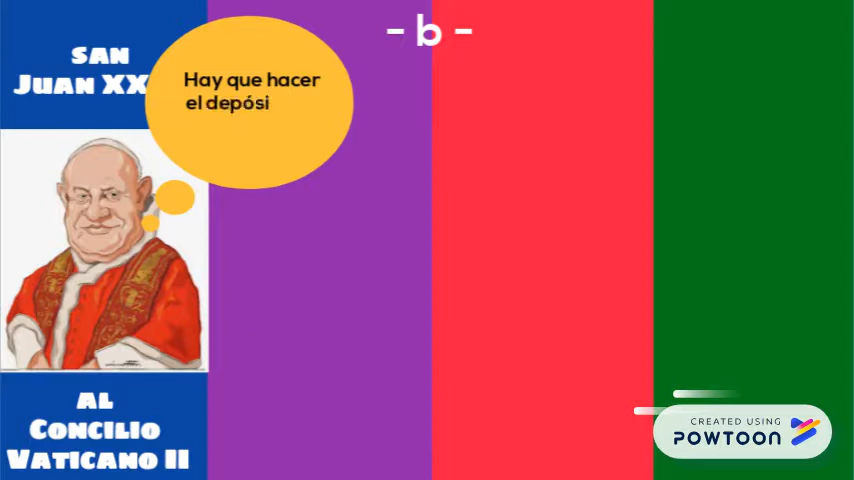 - b -
SAN
JUAN XX
Hay que hacer
el depósi
AL
CONCILIO
VATICANO II
CREATED USING
POWTOON